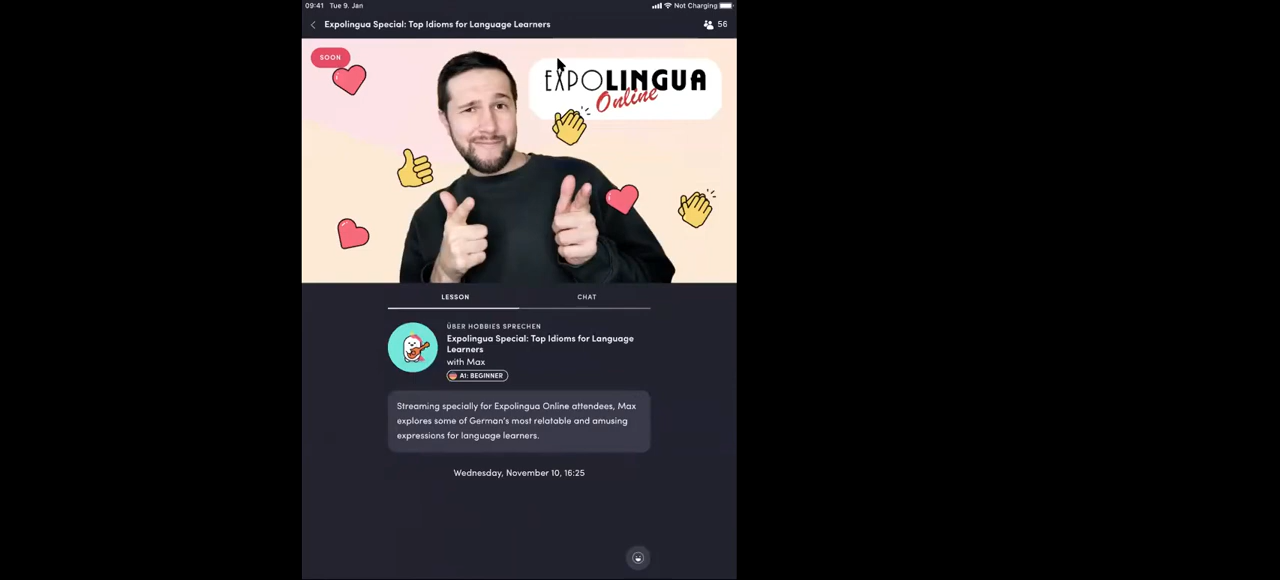 09:41 Tue 9. Jan Not Charging
Expolingua Special: Top Idioms for Language Learners 56
SOON
EXPOLINGUA
Online
LESSON CHAT
ÜBER HOBBIES SPRECHEN
Expolingua Special: Top Idioms for Language
Learners
with Max
A1: BEGINNER
Streaming specially for Expolingua Online attendees, Max
explores some of German's most relatable and amusing
expressions for language learners.
Wednesday, November 10, 16:25